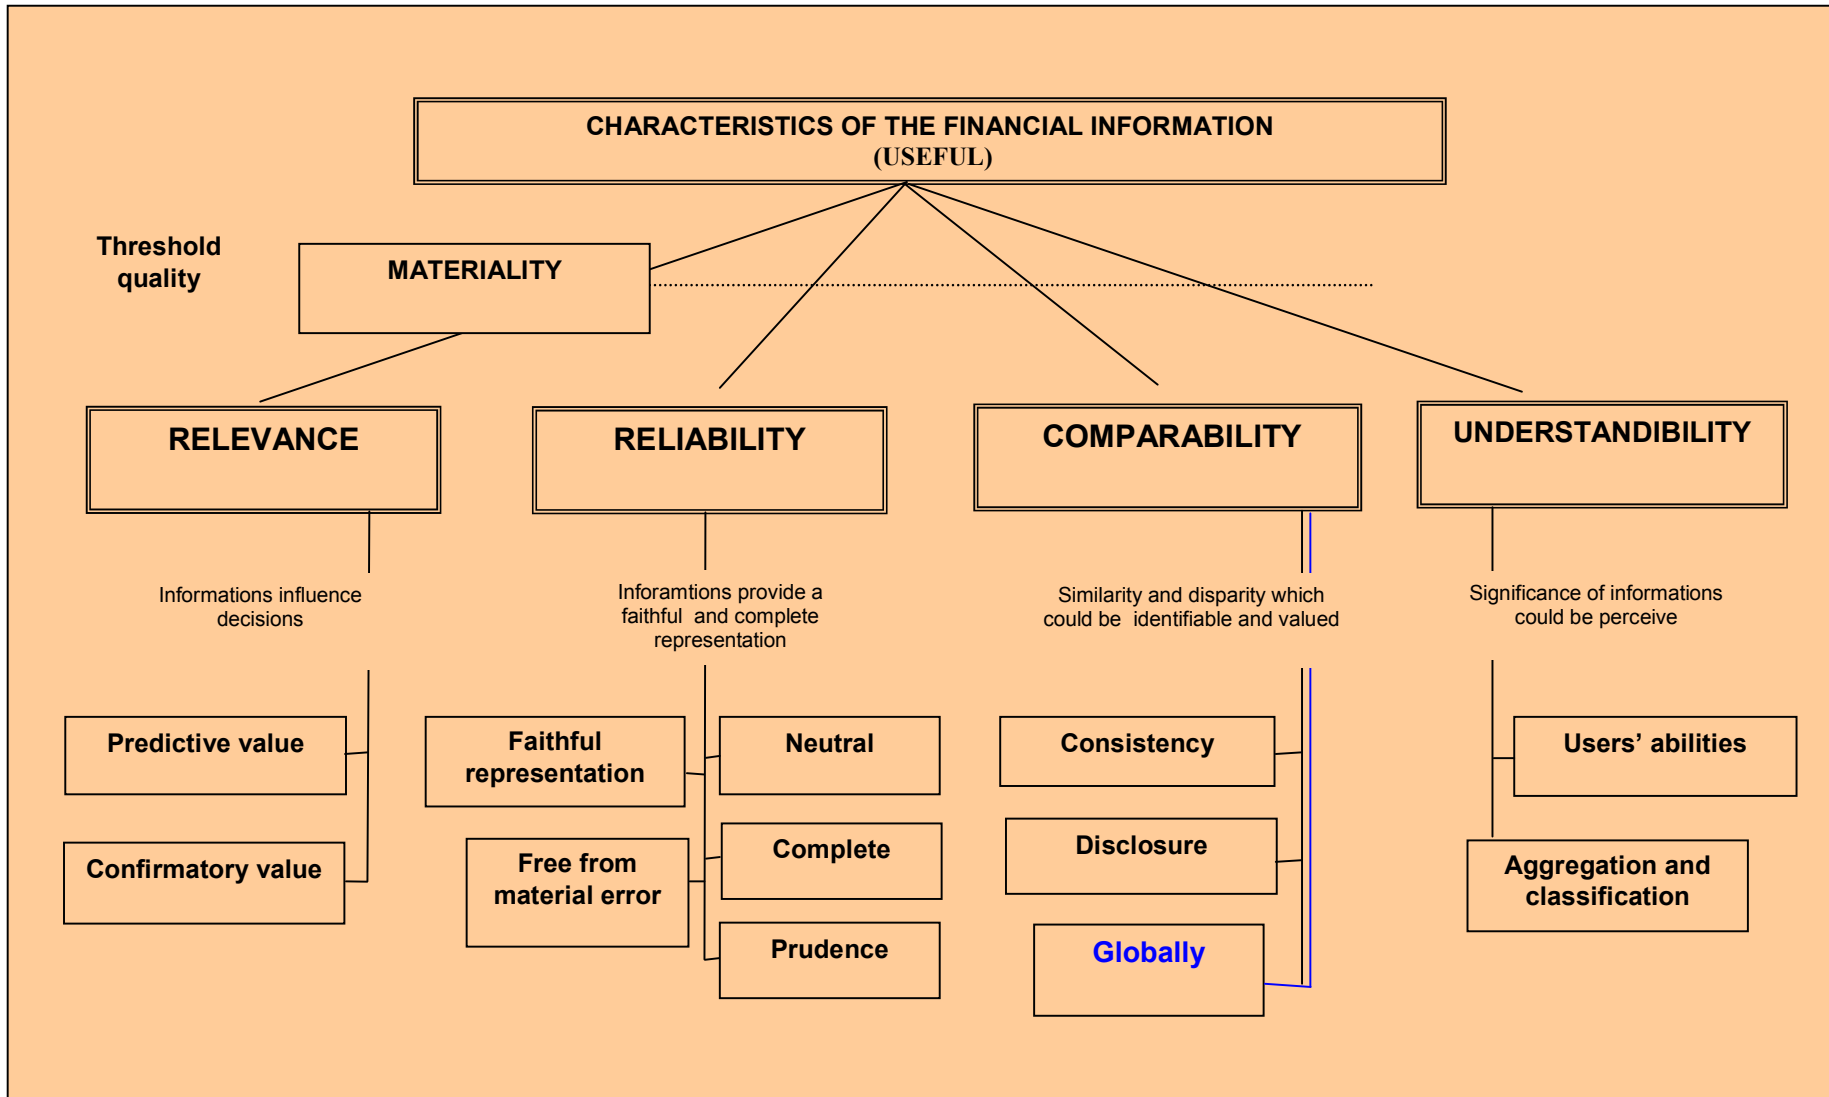 CHARACTERISTICS OF THE FINANCIAL INFORMATION
(USEFUL)
Threshold
quality
MATERIALITY
RELEVANCE
RELIABILITY
COMPARABILITY
UNDERSTANDIBILITY
Informations influence
decisions
Inforamtions provide a
faithful and complete
representation
Similarity and disparity which
could be identifiable and valued
Significance of informations
could be perceive
Predictive value
Confirmatory value
Faithful
representation
Free from
material error
Neutral
Complete
Prudence
Consistency
Disclosure
Globally
Users’ abilities
Aggregation and
classification